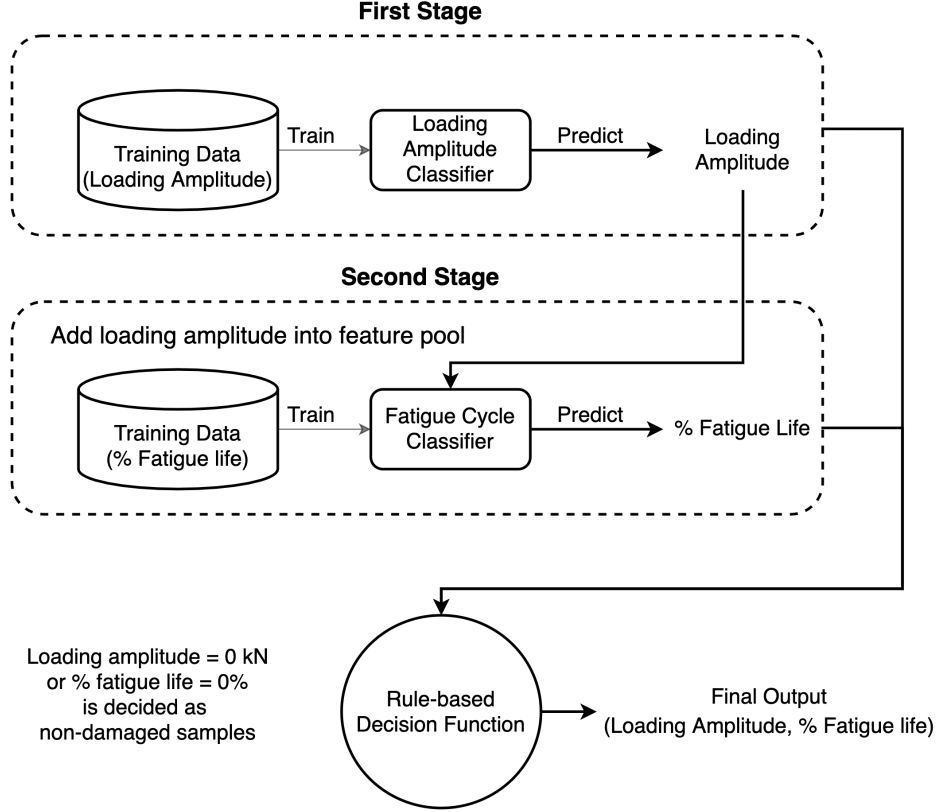 First Stage
Training Data
(Loading Amplitude)
Train
Loading
Amplitude
Classifier
Predict
Loading
Amplitude
Second Stage
Add loading amplitude into feature pool
Training Data
(% Fatigue life)
Train
Fatigue Cycle
Classifier
Predict
% Fatigue Life
Loading amplitude = 0 kN
or % fatigue life = 0%
is decided as
non-damaged samples
Rule-based
Decision Function
Final Output
(Loading Amplitude, % Fatigue life)